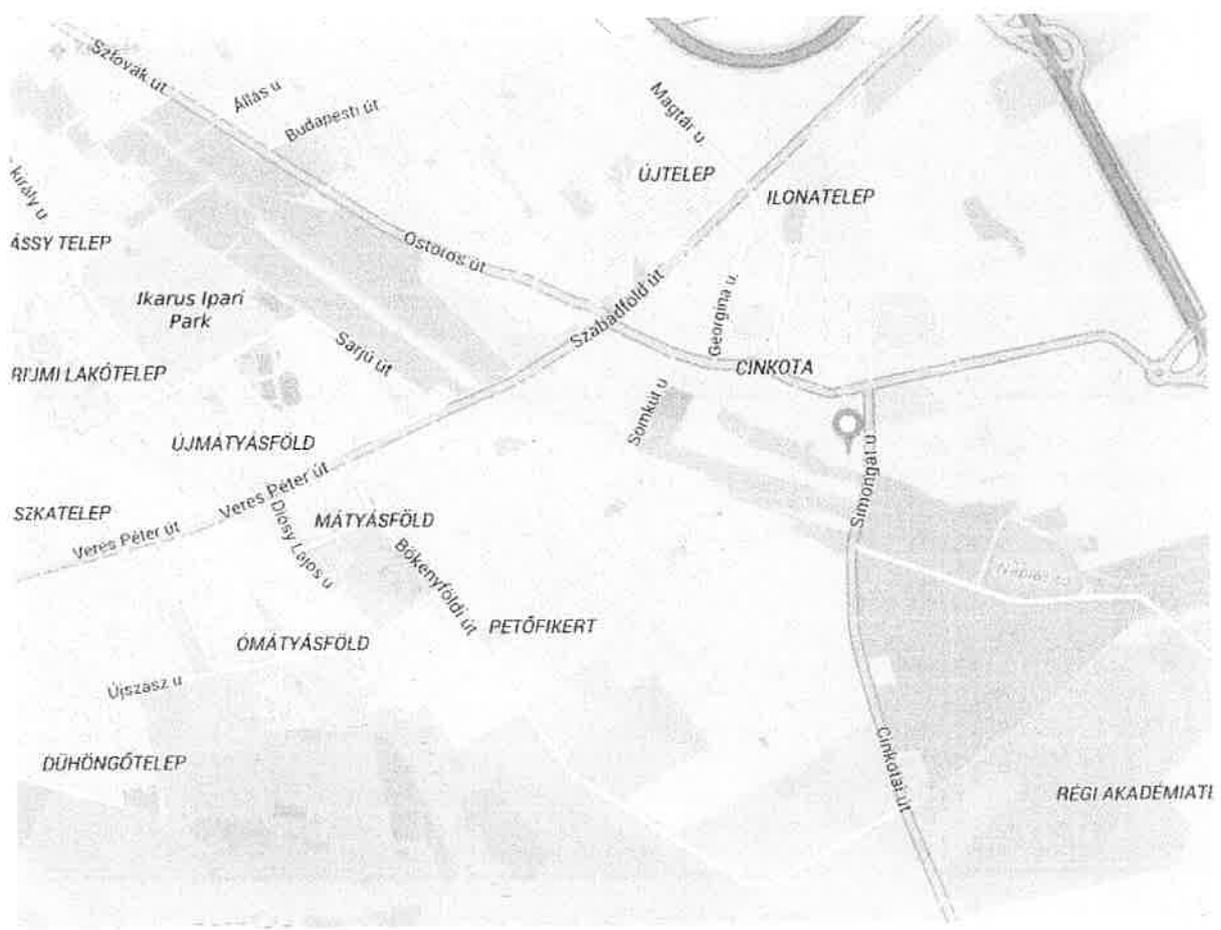 Szlovák út
Állás u
Budapesti út
Magtár u.
király u
ÚJTELEP
ILONATELEP
ÁSSY TELEP
Ostoros út
Ikarus Ipari
Park
Szabadföld út
Georgina u.
Sarjú út
RIJMI LAKÓTELEP
CINKOTA
Somkút u
ÚJMÁTYÁSFÖLD
Simongát u
Veres Péter út
SZKATELEP
Veres Péter út
Diósy Lajos u
MÁTYÁSFÖLD
Bökényföldi út
PETŐFIKERT
ÓMÁTYÁSFÖLD
Újszász u
DÜHÖNGŐTELEP
Cinkotai út
RÉGI AKADÉMIATE